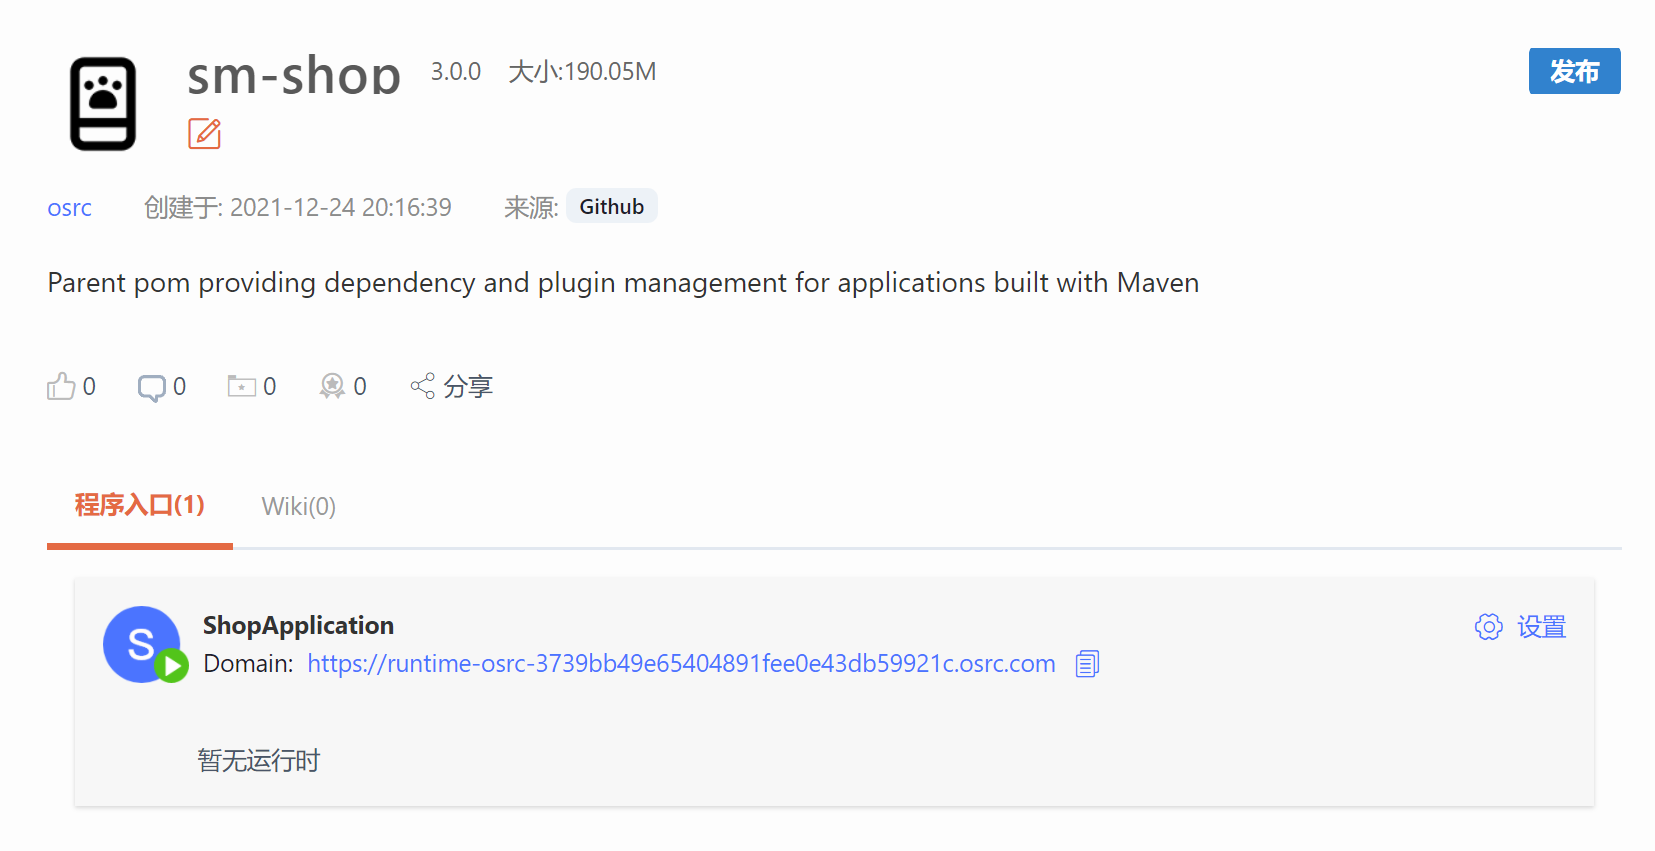 sm-shop 3.0.0 大小:190.05M 发布
osrc 创建于: 2021-12-24 20:16:39 来源: Github
Parent pom providing dependency and plugin management for applications built with Maven
0 0 0 0 分享
程序入口(1) Wiki(0)
S ShopApplication 设置
Domain: https://runtime-osrc-3739bb49e65404891fee0e43db59921c.osrc.com
暂无运行时